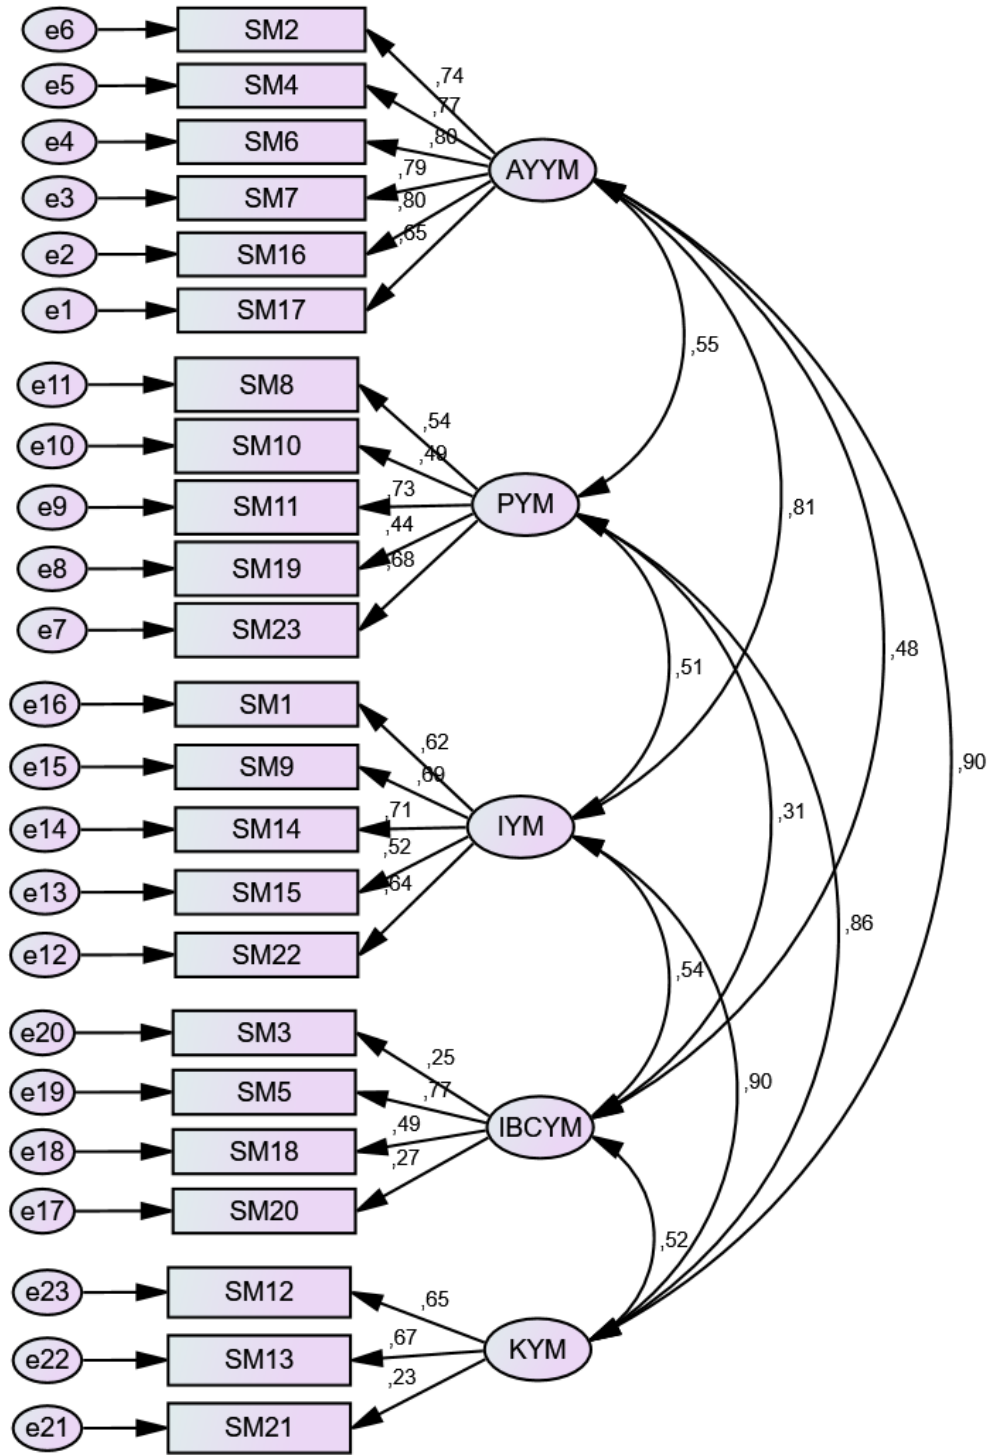 e6 SM2
,74
e5 SM4
,77
e4 SM6
,80
AYYM
e3 SM7
,79
,80
e2 SM16
,65
e1 SM17
,55
e11 SM8
,54
e10 SM10
,49
e9 SM11
,73
PYM
,81
,44
e8 SM19
,68
e7 SM23
,48
,51
e16 SM1
,62
e15 SM9
,69
,90
e14 SM14
,71
IYM
,31
,52
e13 SM15
,64
e12 SM22
,86
,54
e20 SM3
,25
e19 SM5
,77
,90
e18 SM18
,49
IBCYM
,27
e17 SM20
,52
e23 SM12
,65
e22 SM13
,67
KYM
,23
e21 SM21